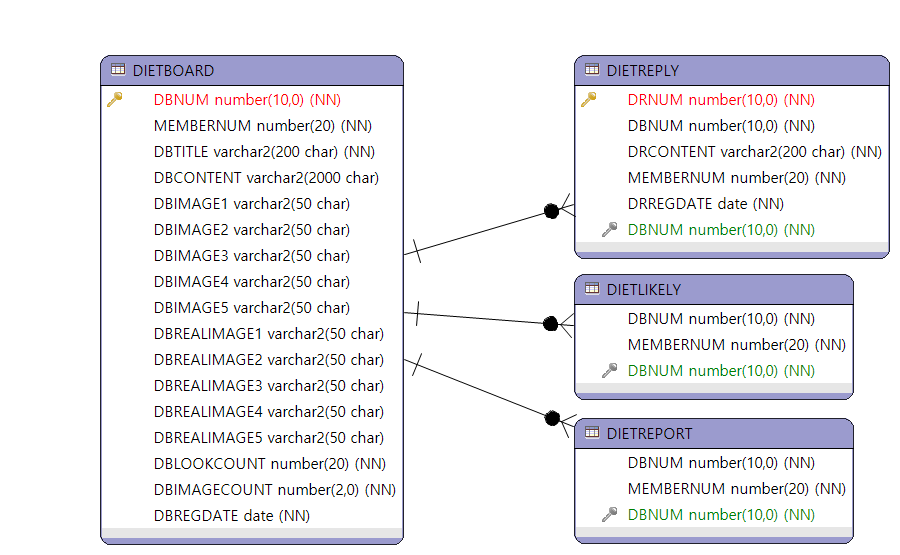 DIETBOARD
DBNUM number(10,0) (NN)
MEMBERNUM number(20) (NN)
DBTITLE varchar2(200 char) (NN)
DBCONTENT varchar2(2000 char)
DBIMAGE1 varchar2(50 char)
DBIMAGE2 varchar2(50 char)
DBIMAGE3 varchar2(50 char)
DBIMAGE4 varchar2(50 char)
DBIMAGE5 varchar2(50 char)
DBREALIMAGE1 varchar2(50 char)
DBREALIMAGE2 varchar2(50 char)
DBREALIMAGE3 varchar2(50 char)
DBREALIMAGE4 varchar2(50 char)
DBREALIMAGE5 varchar2(50 char)
DBLOOKCOUNT number(20) (NN)
DBIMAGECOUNT number(2,0) (NN)
DBREGDATE date (NN)
DIETREPLY
DRNUM number(10,0) (NN)
DBNUM number(10,0) (NN)
DRCONTENT varchar2(200 char) (NN)
MEMBERNUM number(20) (NN)
DRREGDATE date (NN)
DBNUM number(10,0) (NN)
DIETLIKELY
DBNUM number(10,0) (NN)
MEMBERNUM number(20) (NN)
DBNUM number(10,0) (NN)
DIETREPORT
DBNUM number(10,0) (NN)
MEMBERNUM number(20) (NN)
DBNUM number(10,0) (NN)